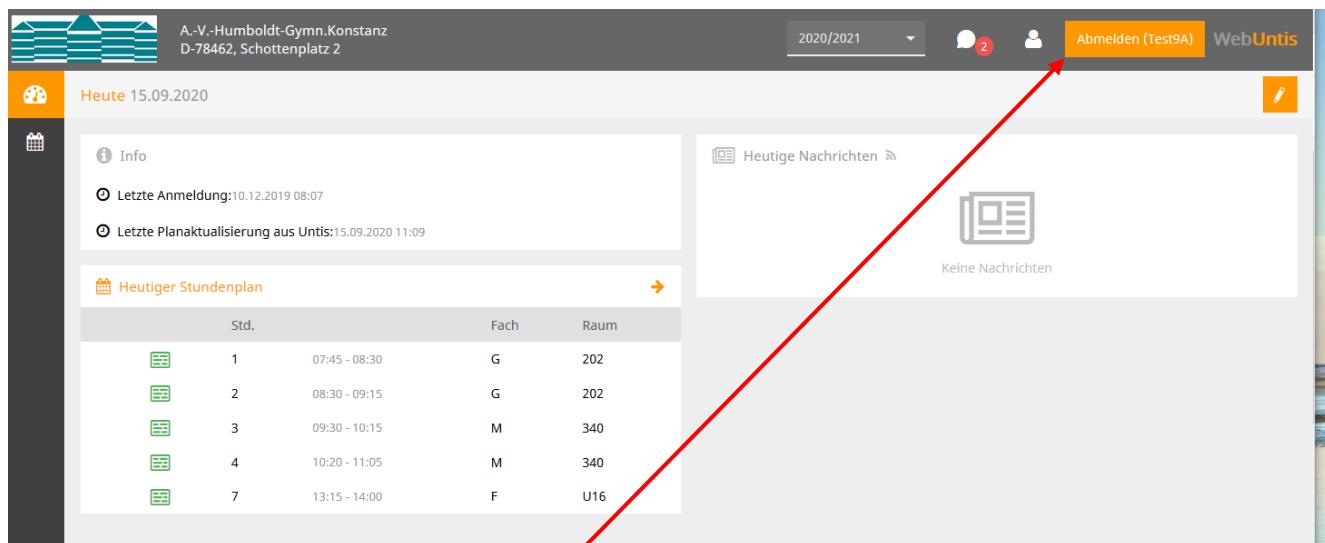 A.-V.-Humboldt-Gymn.Konstanz
D-78462, Schottenplatz 2
2020/2021
2
Abmelden (Test9A)
WebUntis
Heute 15.09.2020
Info
Letzte Anmeldung:10.12.2019 08:07
Letzte Planaktualisierung aus Untis:15.09.2020 11:09
Heutiger Stundenplan
Std. Fach Raum
1 07:45 - 08:30 G 202
2 08:30 - 09:15 G 202
3 09:30 - 10:15 M 340
4 10:20 - 11:05 M 340
7 13:15 - 14:00 F U16
Heutige Nachrichten
Keine Nachrichten